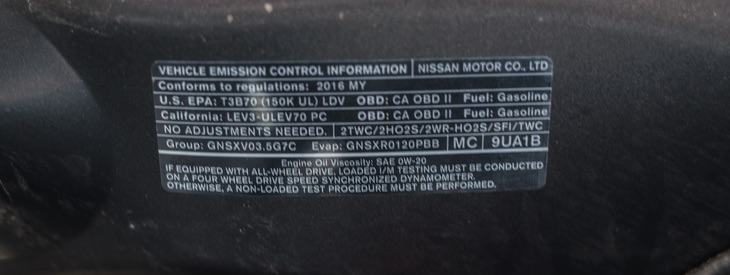 VEHICLE EMISSION CONTROL INFORMATION NISSAN MOTOR CO., LTD
Conforms to regulations: 2016 MY
U.S. EPA: T3B70 (150K UL) LDV OBD: CA OBD II Fuel: Gasoline
California: LEV3-ULEV70 PC OBD: CA OBD II Fuel: Gasoline
NO ADJUSTMENTS NEEDED. 2TWC/2HO2S/2WR-HO2S/SFI/TWC
Group: GNSXV03.5G7C Evap: GNSXR0120PBB MC 9UA1B
Engine Oil Viscosity: SAE 0W-20
IF EQUIPPED WITH ALL-WHEEL DRIVE, LOADED I/M TESTING MUST BE CONDUCTED
ON A FOUR WHEEL DRIVE SPEED SYNCHRONIZED DYNAMOMETER.
OTHERWISE, A NON-LOADED TEST PROCEDURE MUST BE PERFORMED.